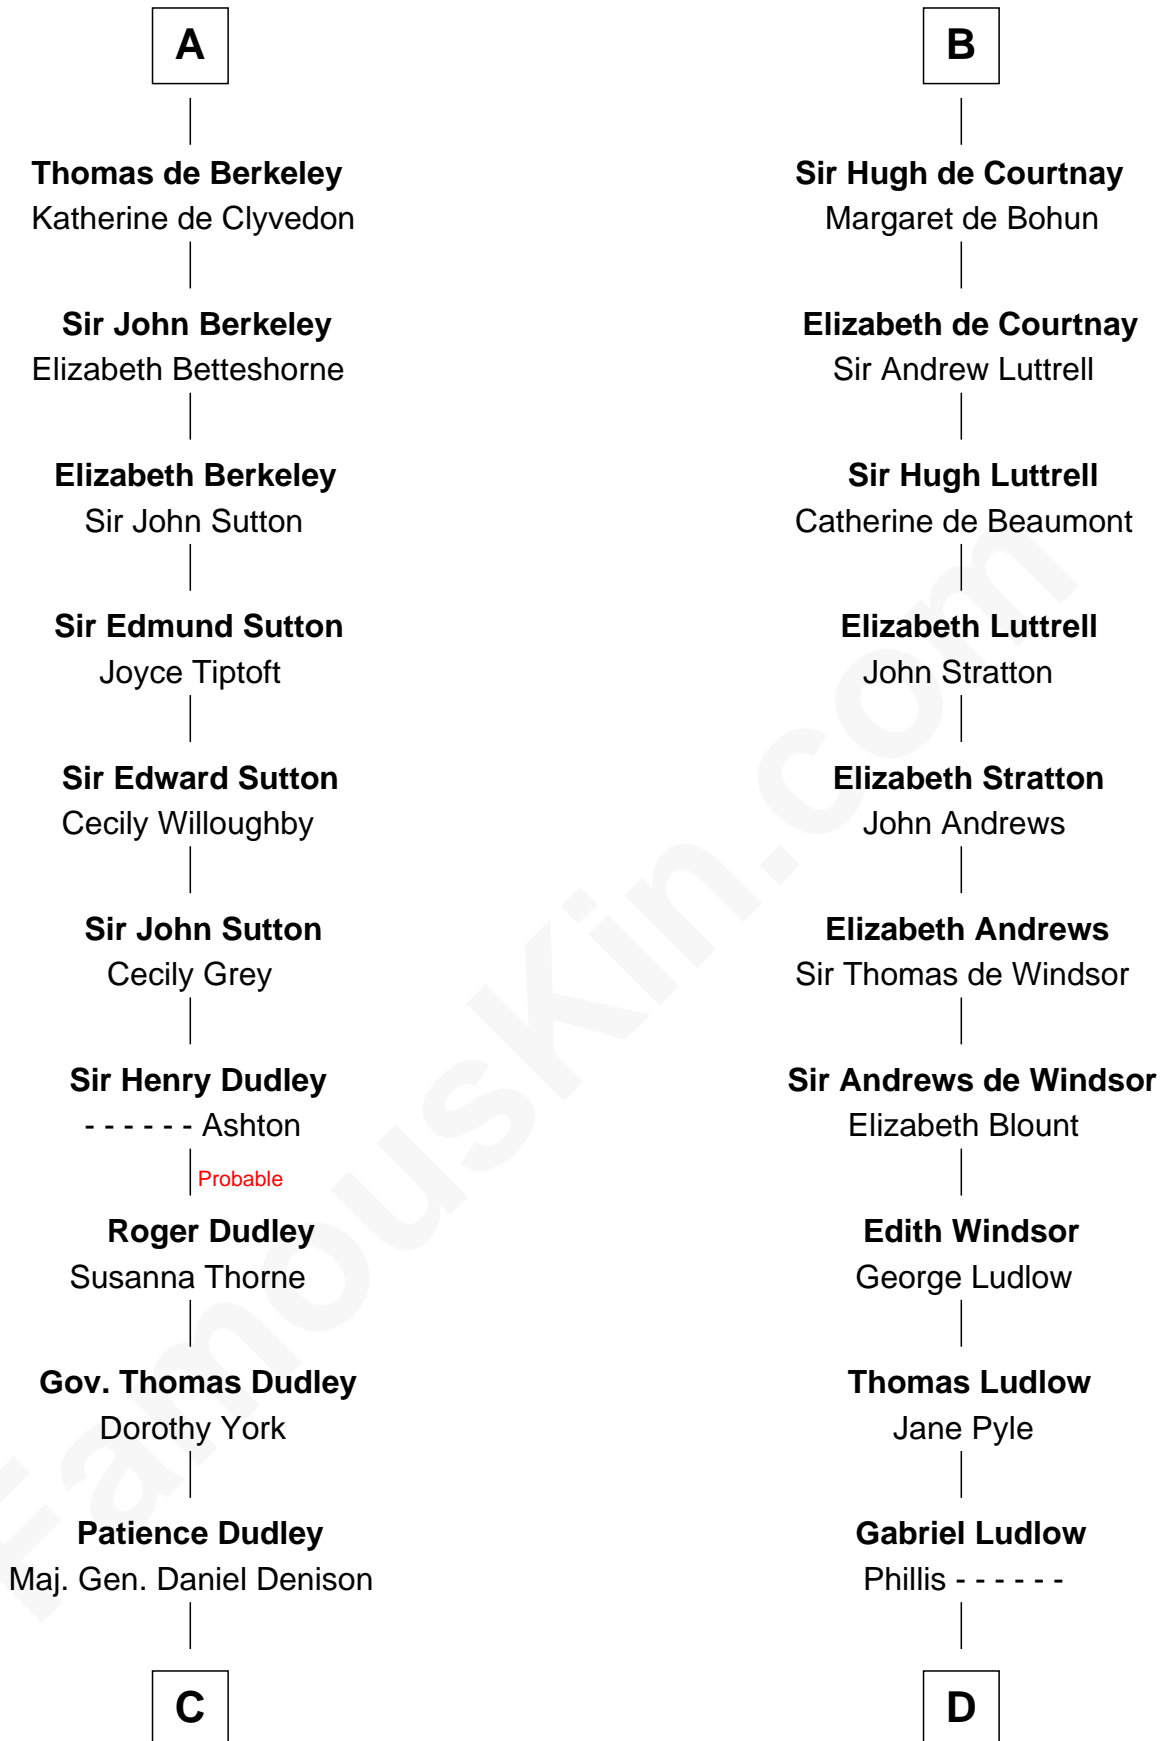 A
Thomas de Berkeley
Katherine de Clyvedon
Sir John Berkeley
Elizabeth Betteshorne
Elizabeth Berkeley
Sir John Sutton
Sir Edmund Sutton
Joyce Tiptoft
Sir Edward Sutton
Cecily Willoughby
Sir John Sutton
Cecily Grey
Sir Henry Dudley
- - - - - - Ashton
Probable
Roger Dudley
Susanna Thorne
Gov. Thomas Dudley
Dorothy York
Patience Dudley
Maj. Gen. Daniel Denison
C
B
Sir Hugh de Courtnay
Margaret de Bohun
Elizabeth de Courtnay
Sir Andrew Luttrell
Sir Hugh Luttrell
Catherine de Beaumont
Elizabeth Luttrell
John Stratton
Elizabeth Stratton
John Andrews
Elizabeth Andrews
Sir Thomas de Windsor
Sir Andrews de Windsor
Elizabeth Blount
Edith Windsor
George Ludlow
Thomas Ludlow
Jane Pyle
Gabriel Ludlow
Phillis - - - - - -
D
FamousKin.com